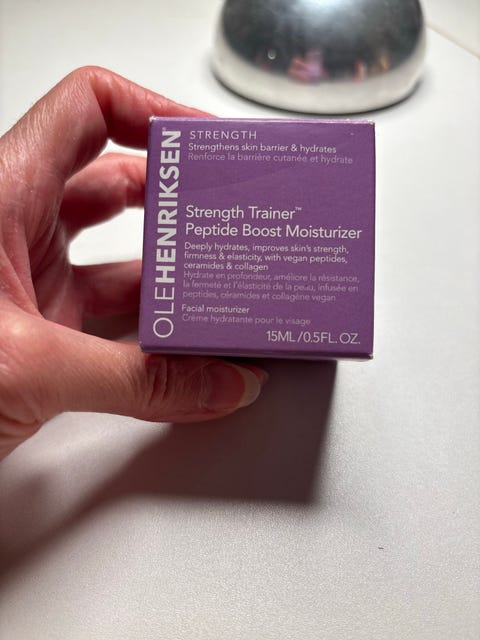 OLEHENRIKSEN®
STRENGTH
Strengthens skin barrier & hydrates
Renforce la barrière cutanée et hydrate
Strength Trainer™
Peptide Boost Moisturizer
Deeply hydrates, improves skin's strength,
firmness & elasticity, with vegan peptides,
ceramides & collagen
Hydrate en profondeur, améliore la résistance,
la fermeté et l'élasticité de la peau, infusée en
peptides, céramides et collagène vegan
Facial moisturizer
Crème hydratante pour le visage
15ML/0.5FL.OZ.